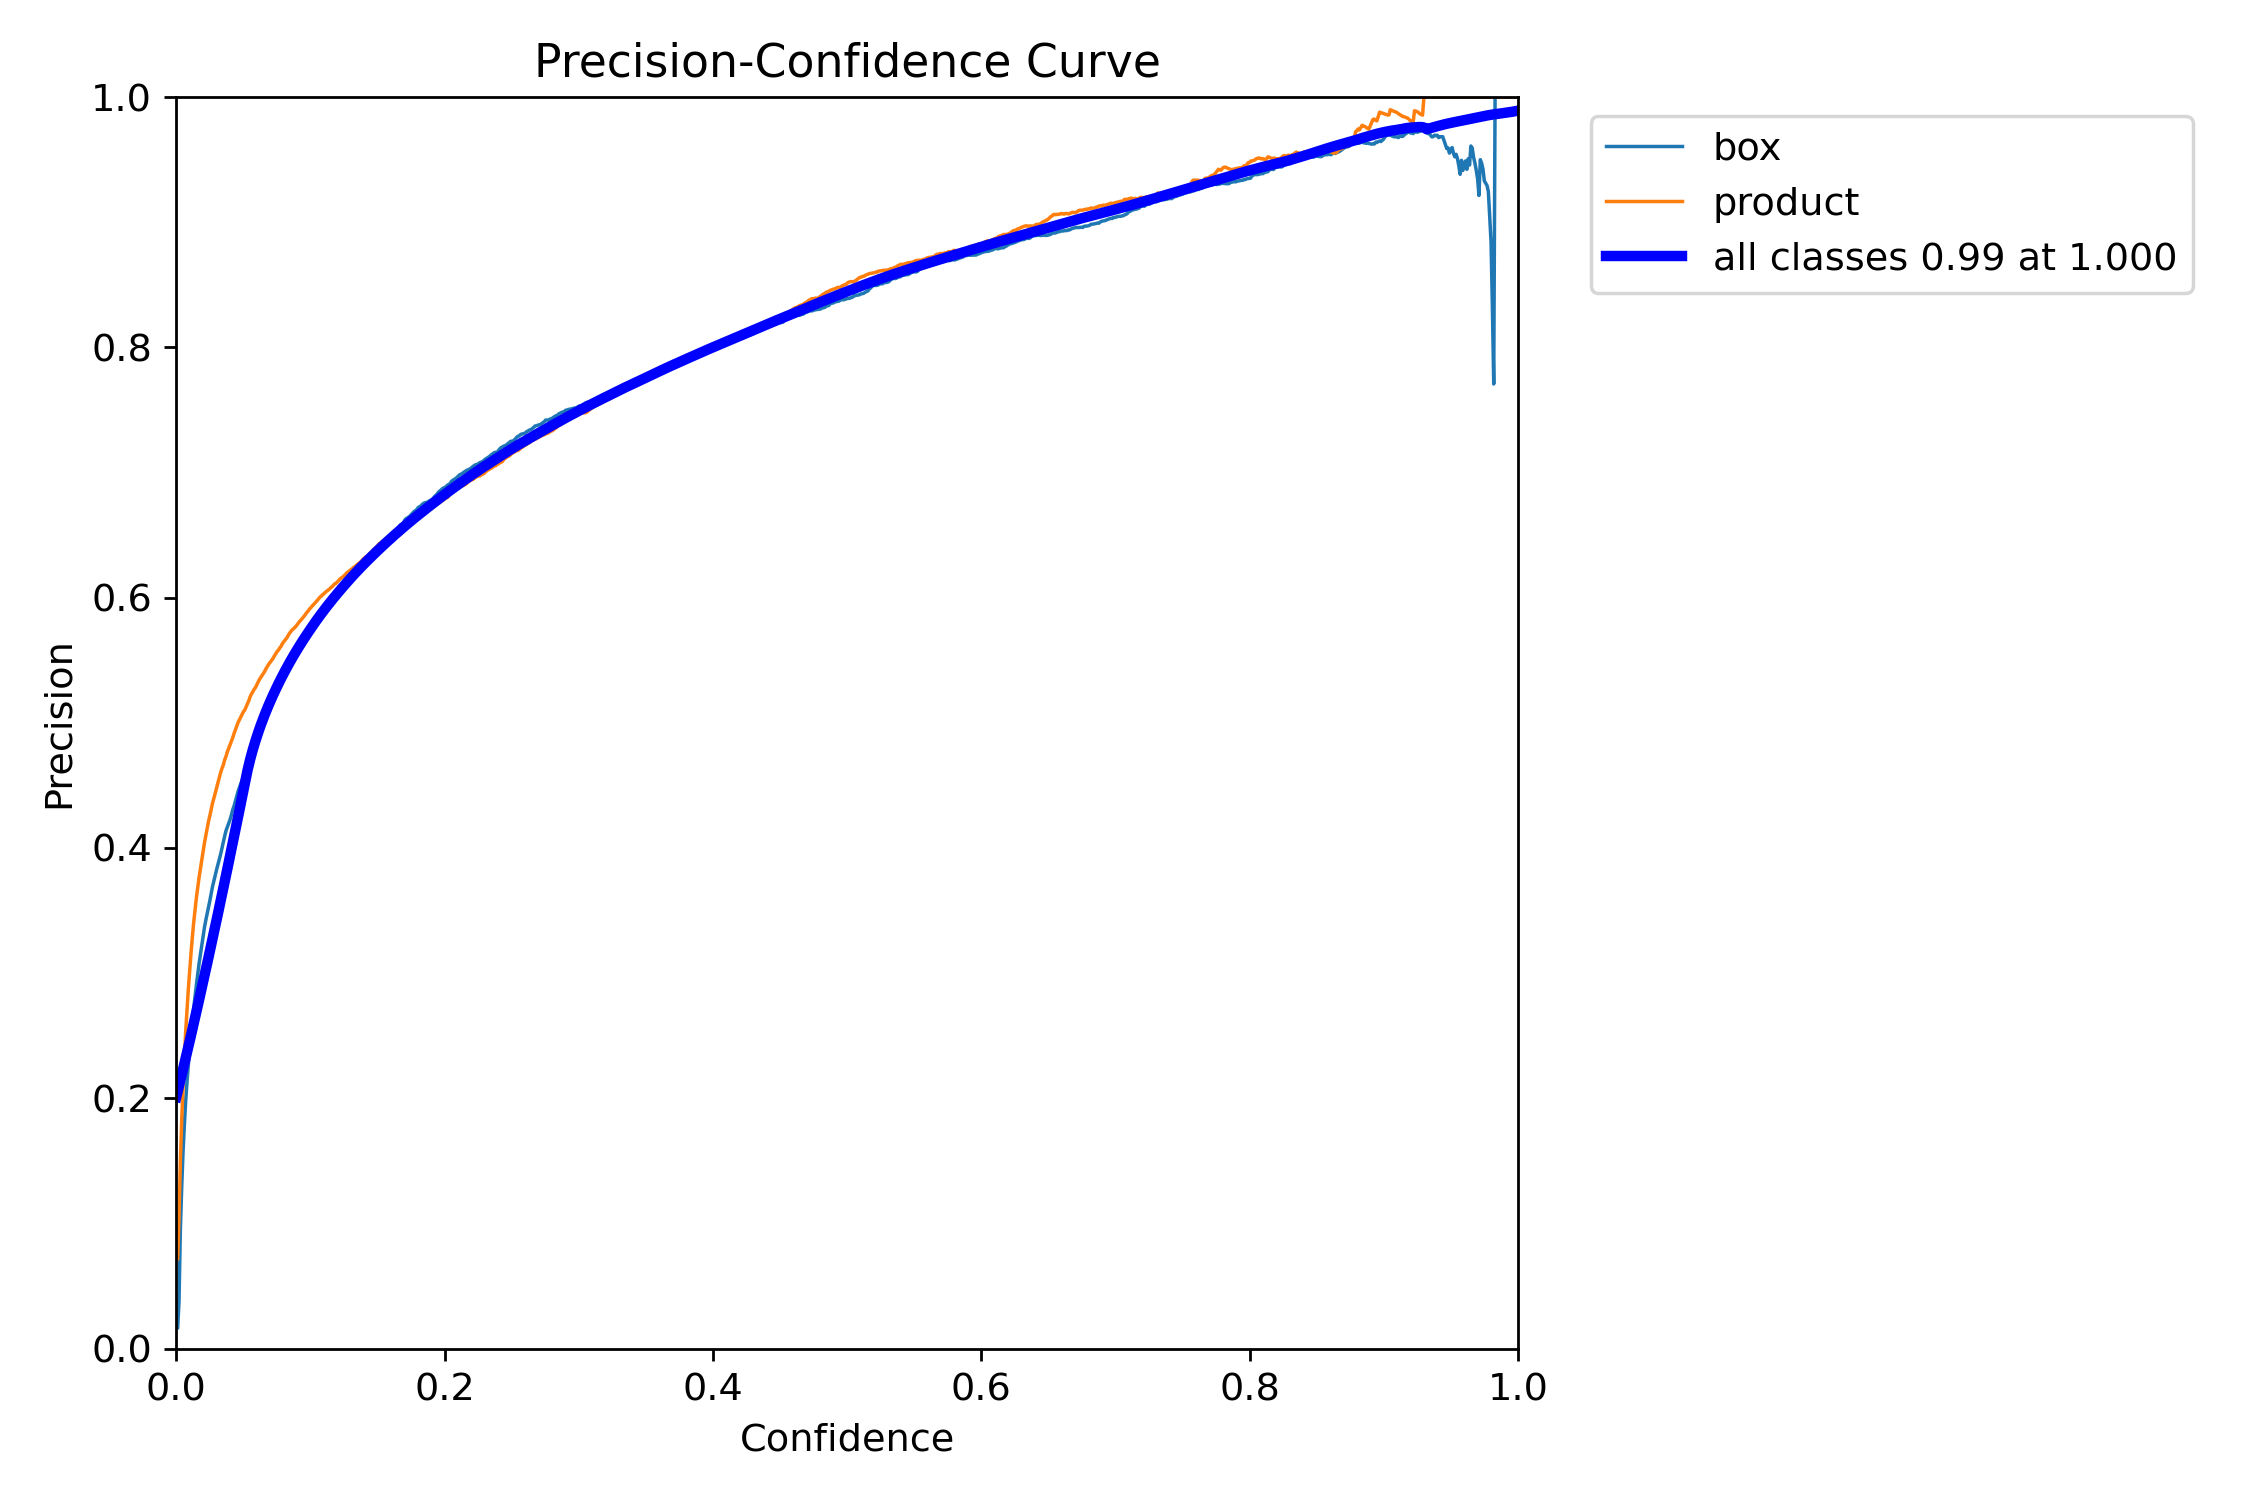 Precision-Confidence Curve
1.0
0.8
0.6
0.4
0.2
0.0
Precision
0.0 0.2 0.4 0.6 0.8 1.0
Confidence
box
product
all classes 0.99 at 1.000